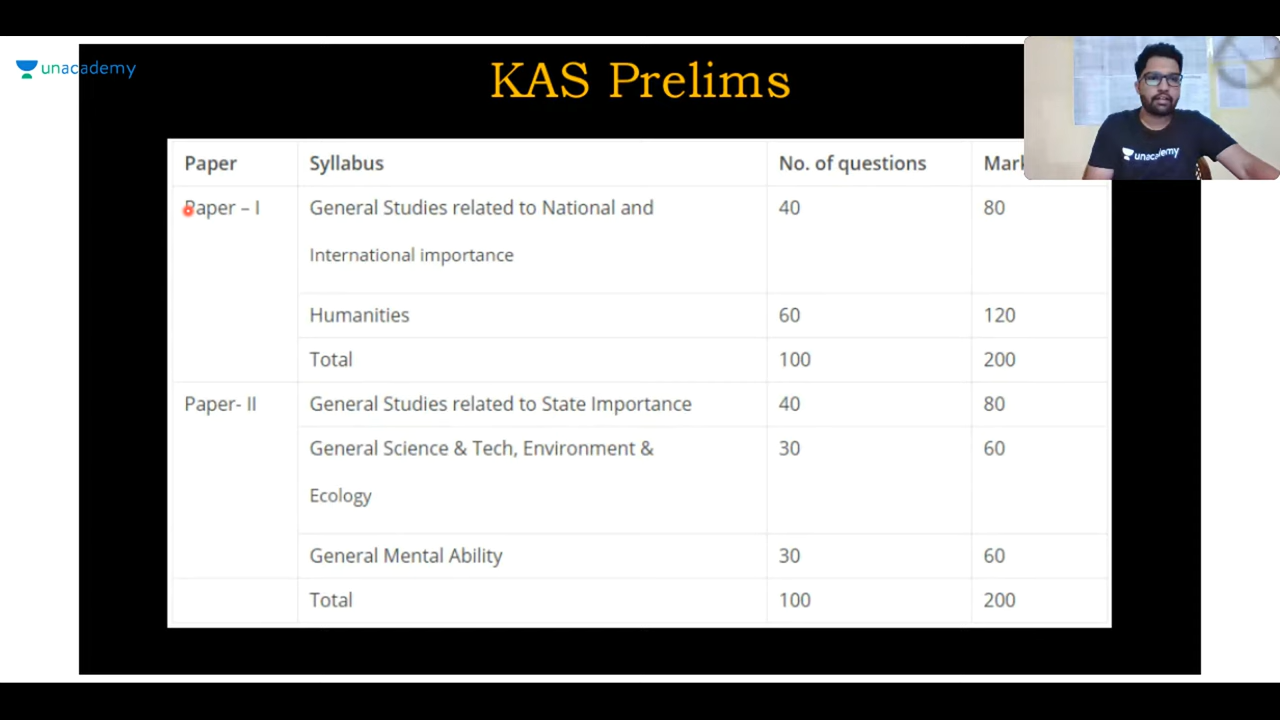 unacademy
KAS Prelims
Paper Syllabus No. of questions Mark
Paper – I General Studies related to National and 40 80
International importance
Humanities 60 120
Total 100 200
Paper- II General Studies related to State Importance 40 80
General Science & Tech, Environment & 30 60
Ecology
General Mental Ability 30 60
Total 100 200
unacademy